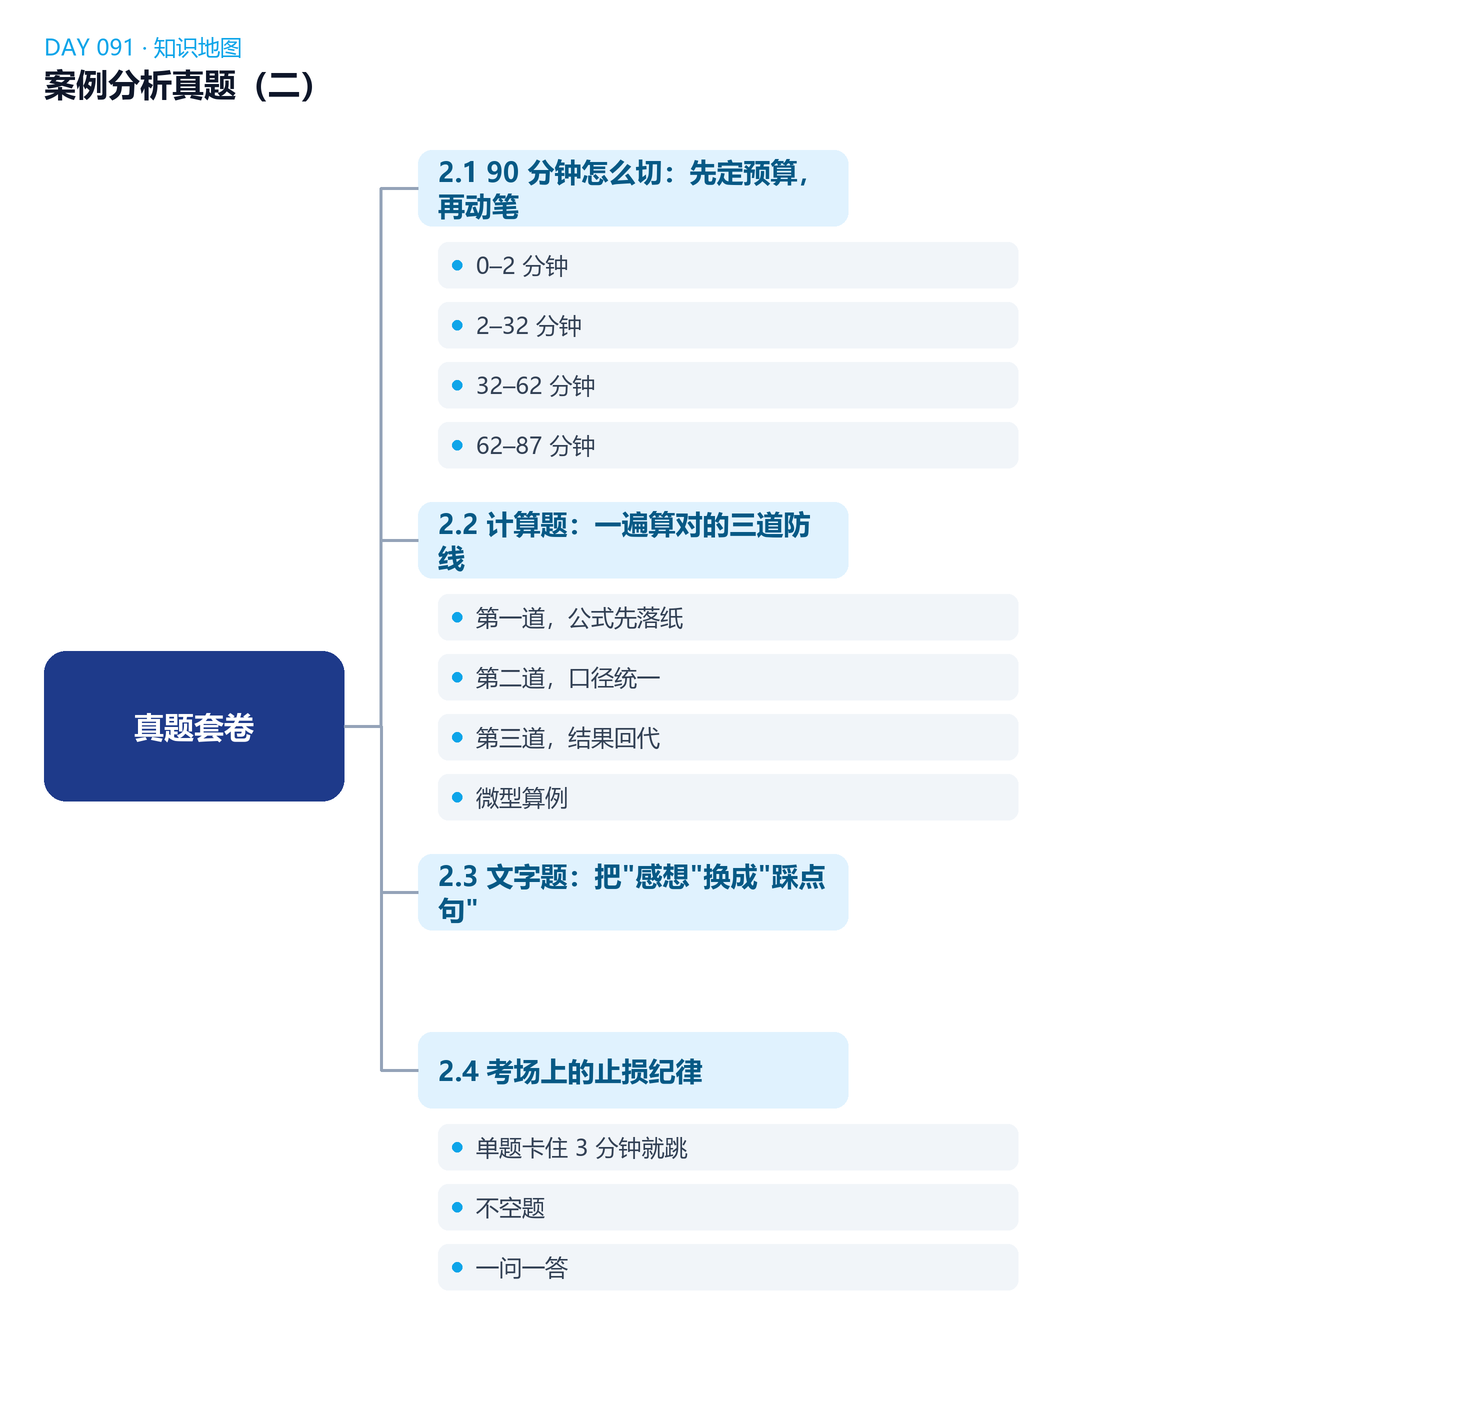 DAY 091 · 知识地图
案例分析真题（二）
2.1 90 分钟怎么切：先定预算，
再动笔
0–2 分钟
2–32 分钟
32–62 分钟
62–87 分钟
2.2 计算题：一遍算对的三道防
线
第一道，公式先落纸
第二道，口径统一
第三道，结果回代
微型算例
真题套卷
2.3 文字题：把"感想"换成"踩点
句"
2.4 考场上的止损纪律
单题卡住 3 分钟就跳
不空题
一问一答